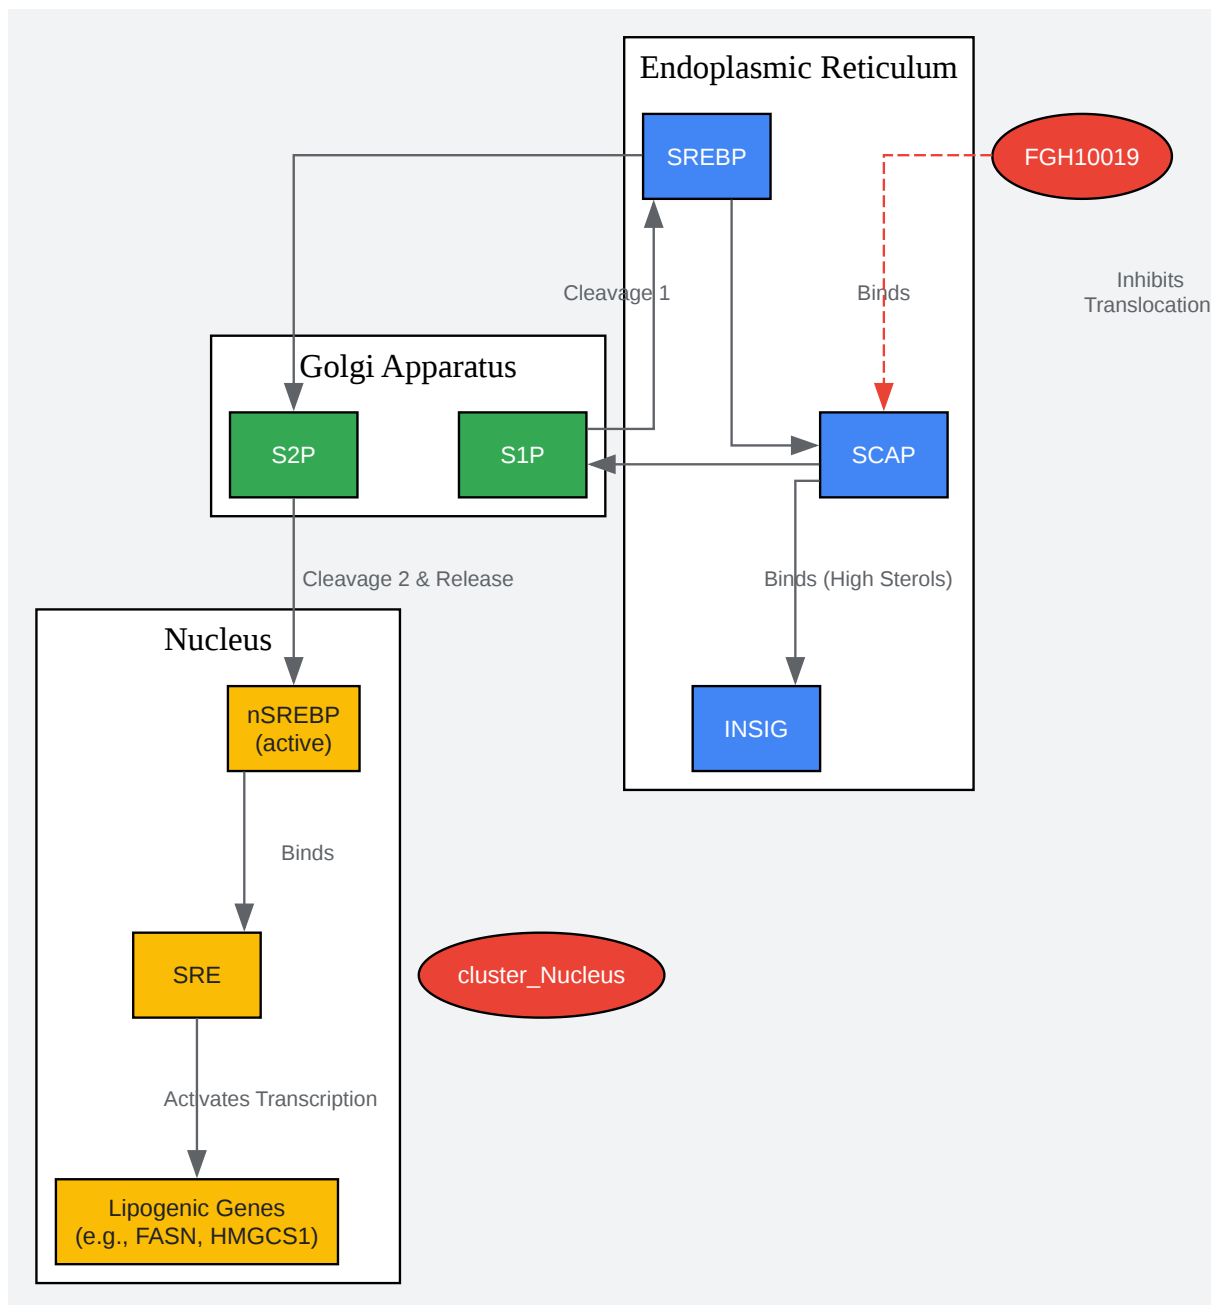 Endoplasmic Reticulum
SREBP
FGH10019
Cleavage 1
Binds
Inhibits
Translocation
Golgi Apparatus
S2P
S1P
SCAP
Cleavage 2 & Release
Binds (High Sterols)
Nucleus
nSREBP
(active)
INSIG
Binds
SRE
cluster_Nucleus
Activates Transcription
Lipogenic Genes
(e.g., FASN, HMGCS1)